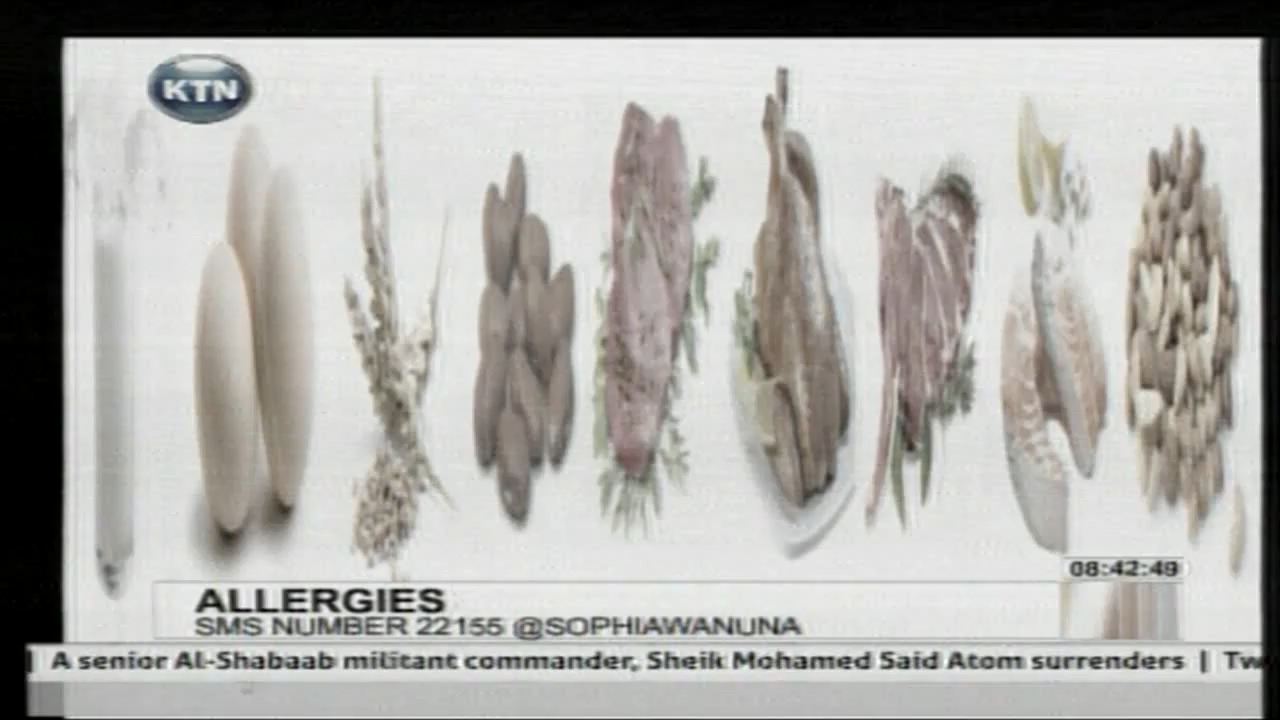 KTN
08:42:49
ALLERGIES
SMS NUMBER 22155 @SOPHIAWANUNA
A senior Al-Shabaab militant commander, Sheik Mohamed Said Atom surrenders | Tw